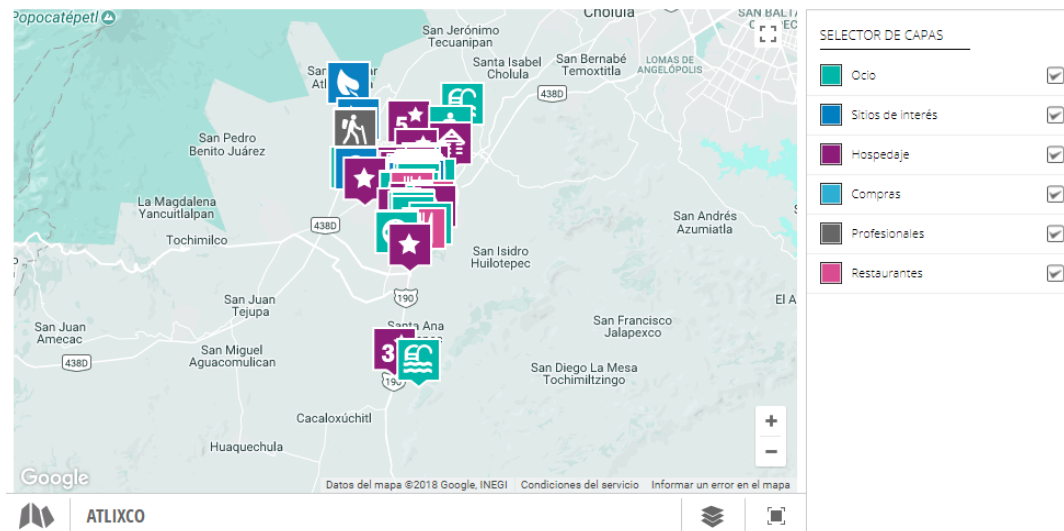 Popocatépetl
Cholula
SAN BALTA
San Jerónimo
Tecuanipan
SELECTOR DE CAPAS
Santa Isabel
Cholula
San Bernabé
Temoxtitla
LOMAS DE
ANGELÓPOLIS
Ocio
438D
5
Sitios de interés
San Pedro
Benito Juárez
Hospedaje
La Magdalena
Yancuitlalpan
Compras
438D
San Andrés
Azumiatla
Tochimilco
Profesionales
San Isidro
Huilotepec
Restaurantes
190
San Juan
Tejupa
El A
San Juan
Amecac
Santa Ana
San Francisco
Jalapexco
438D
San Miguel
Aguacomulican
3
San Diego La Mesa
Tochimiltzingo
190
Cacaloxúchitl
+
Huaquechula
−
Google
Datos del mapa ©2018 Google, INEGI
Condiciones del servicio
Informar un error en el mapa
ATLIXCO